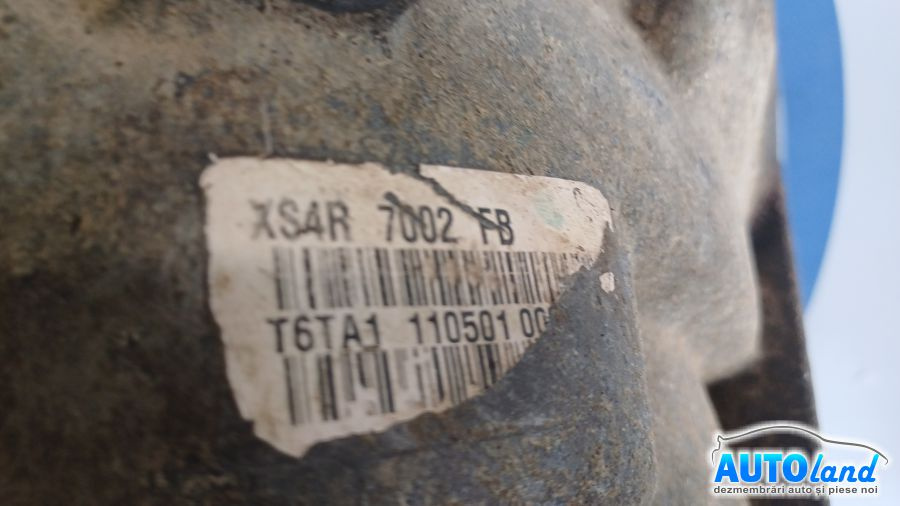 XS4R 7002 FB
T6TA1 110501
AUTOland
dezmembrări auto și piese noi